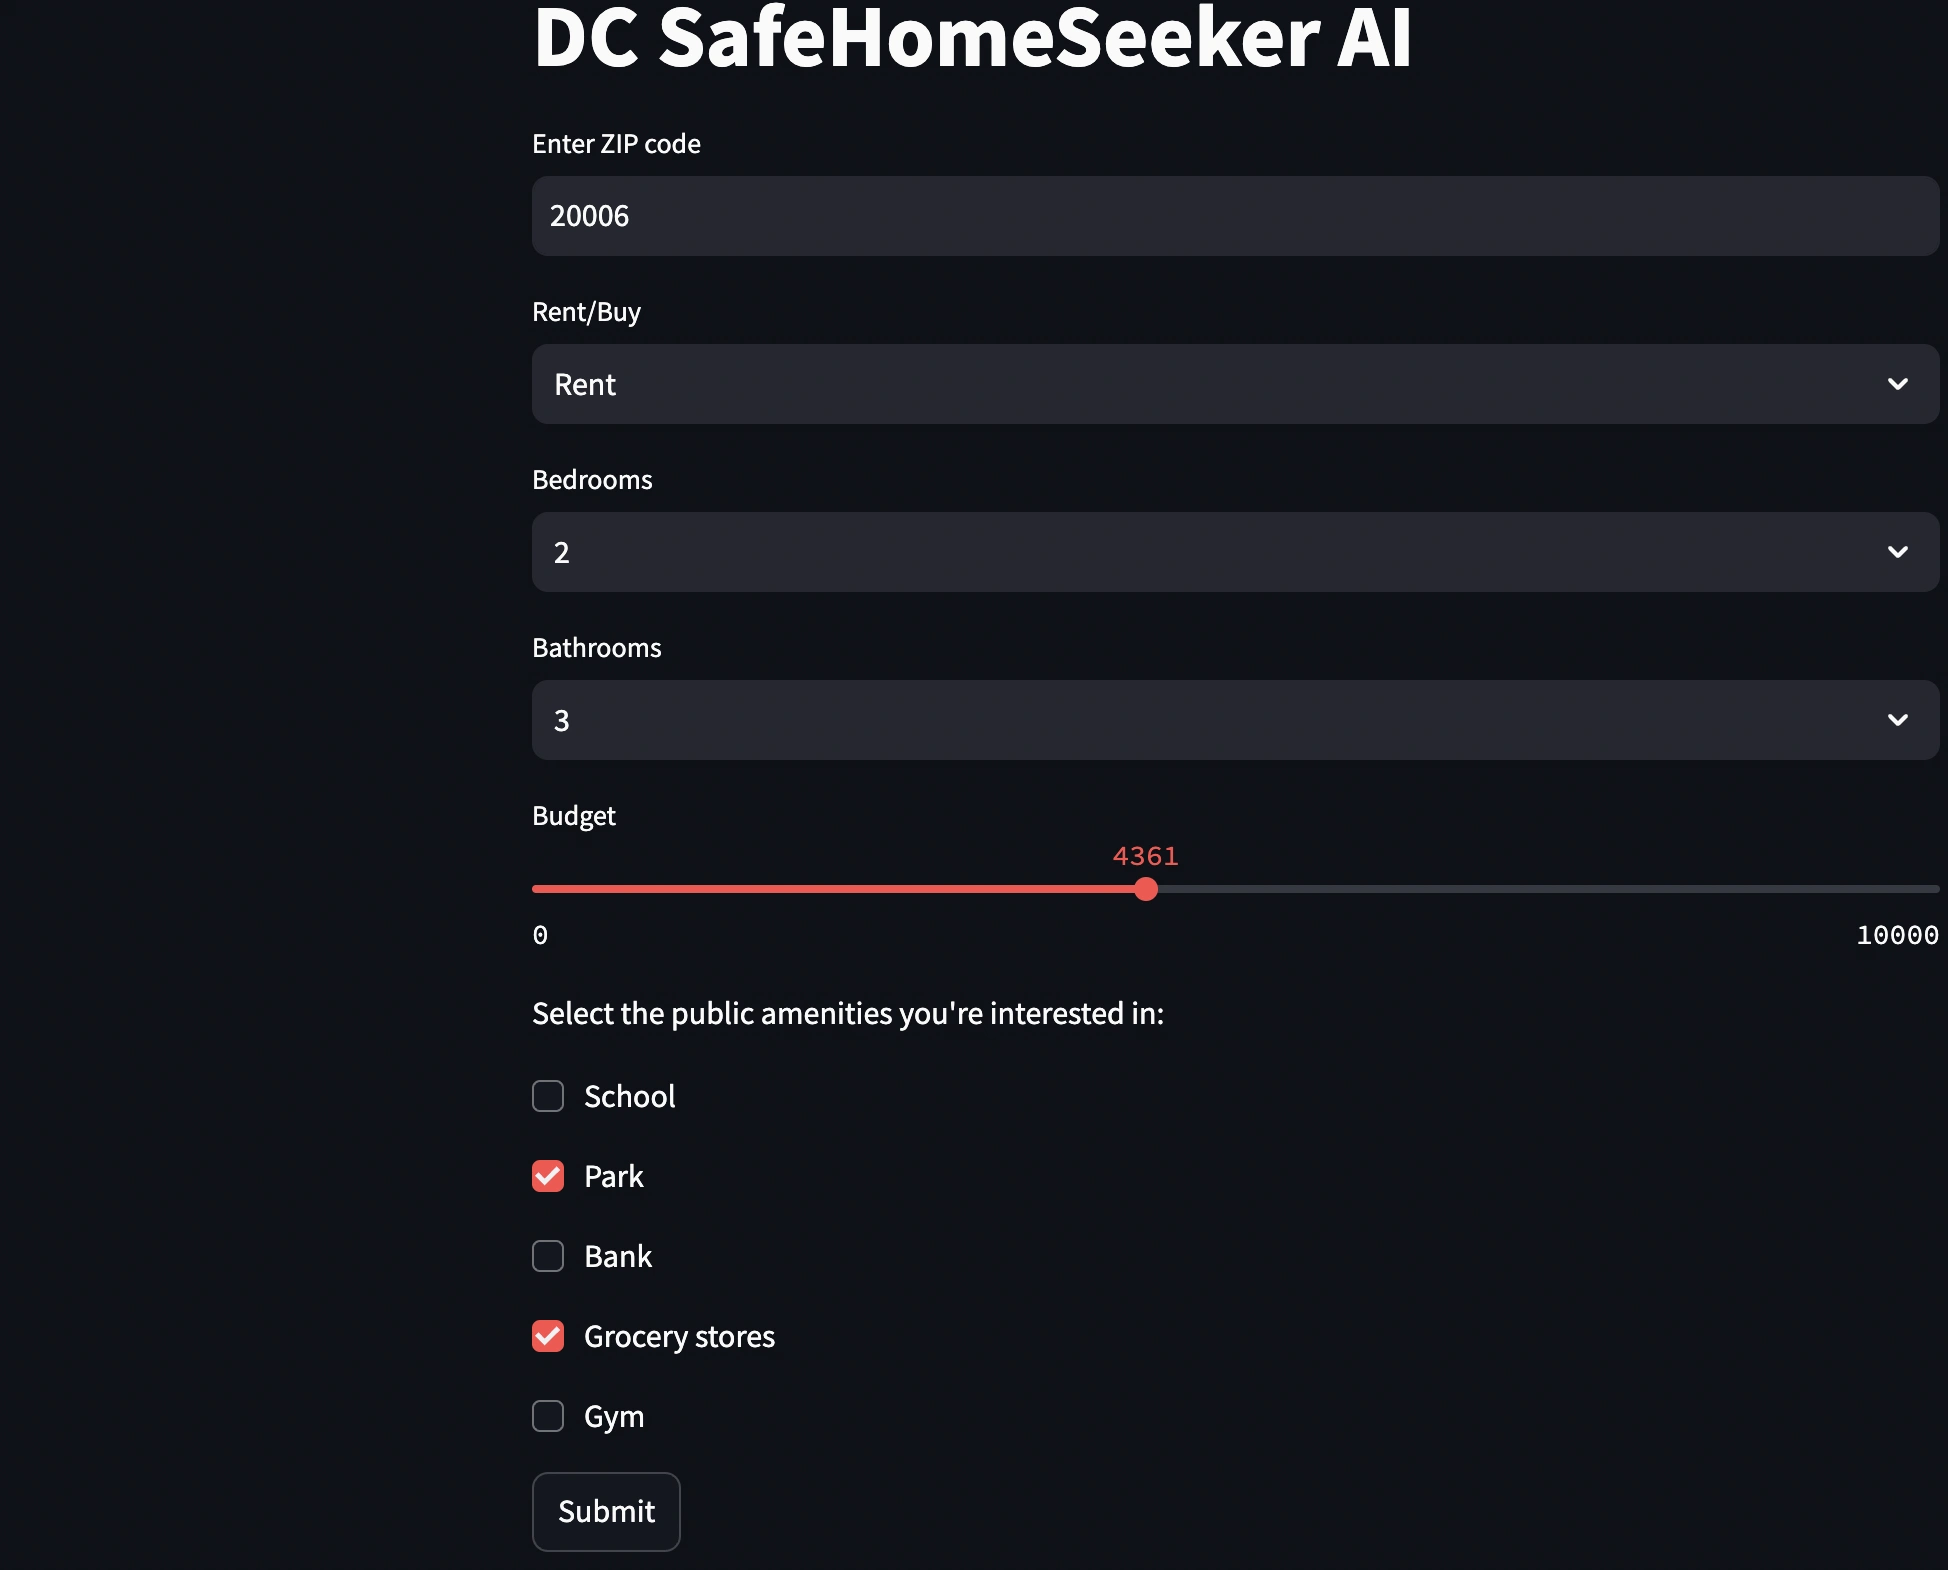 DC SafeHomeSeeker AI
Enter ZIP code
20006
Rent/Buy
Rent
Bedrooms
2
Bathrooms
3
Budget
4361
0 10000
Select the public amenities you're interested in:
School
Park
Bank
Grocery stores
Gym
Submit